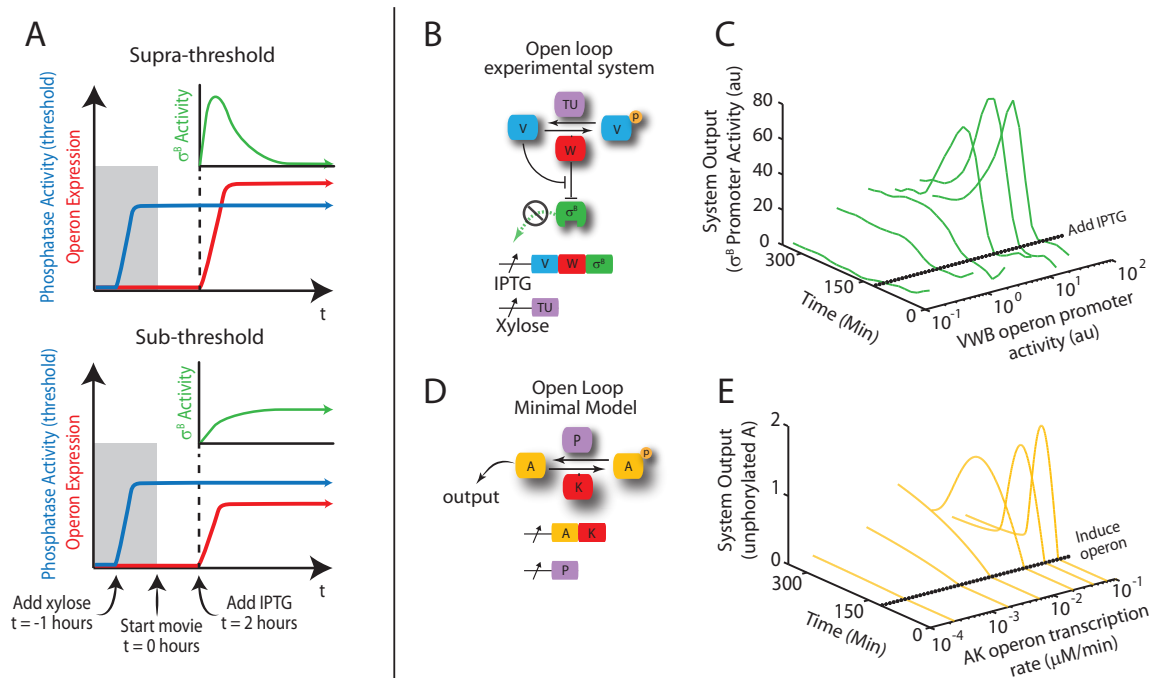 A
Supra-threshold
Phosphatase Activity (threshold)
Operon Expression
σB Activity
t
Sub-threshold
Phosphatase Activity (threshold)
Operon Expression
σB Activity
t
Add xylose
t = -1 hours
Start movie
t = 0 hours
Add IPTG
t = 2 hours
B
Open loop
experimental system
TU
V
V
p
W
σB
V
W
σB
IPTG
TU
Xylose
C
System Output
(σB Promoter Activity (au)
80
60
40
20
0
300
150
0
Time (Min)
Add IPTG
10-1
100
101
102
VWB operon promoter
activity (au)
D
Open Loop
Minimal Model
P
A
A
p
K
output
A
K
P
E
System Output
(unphorylated A)
2
1
0
300
150
0
Time (Min)
Induce
operon
10-4
10-3
10-2
10-1
AK operon transcription
rate (μM/min)